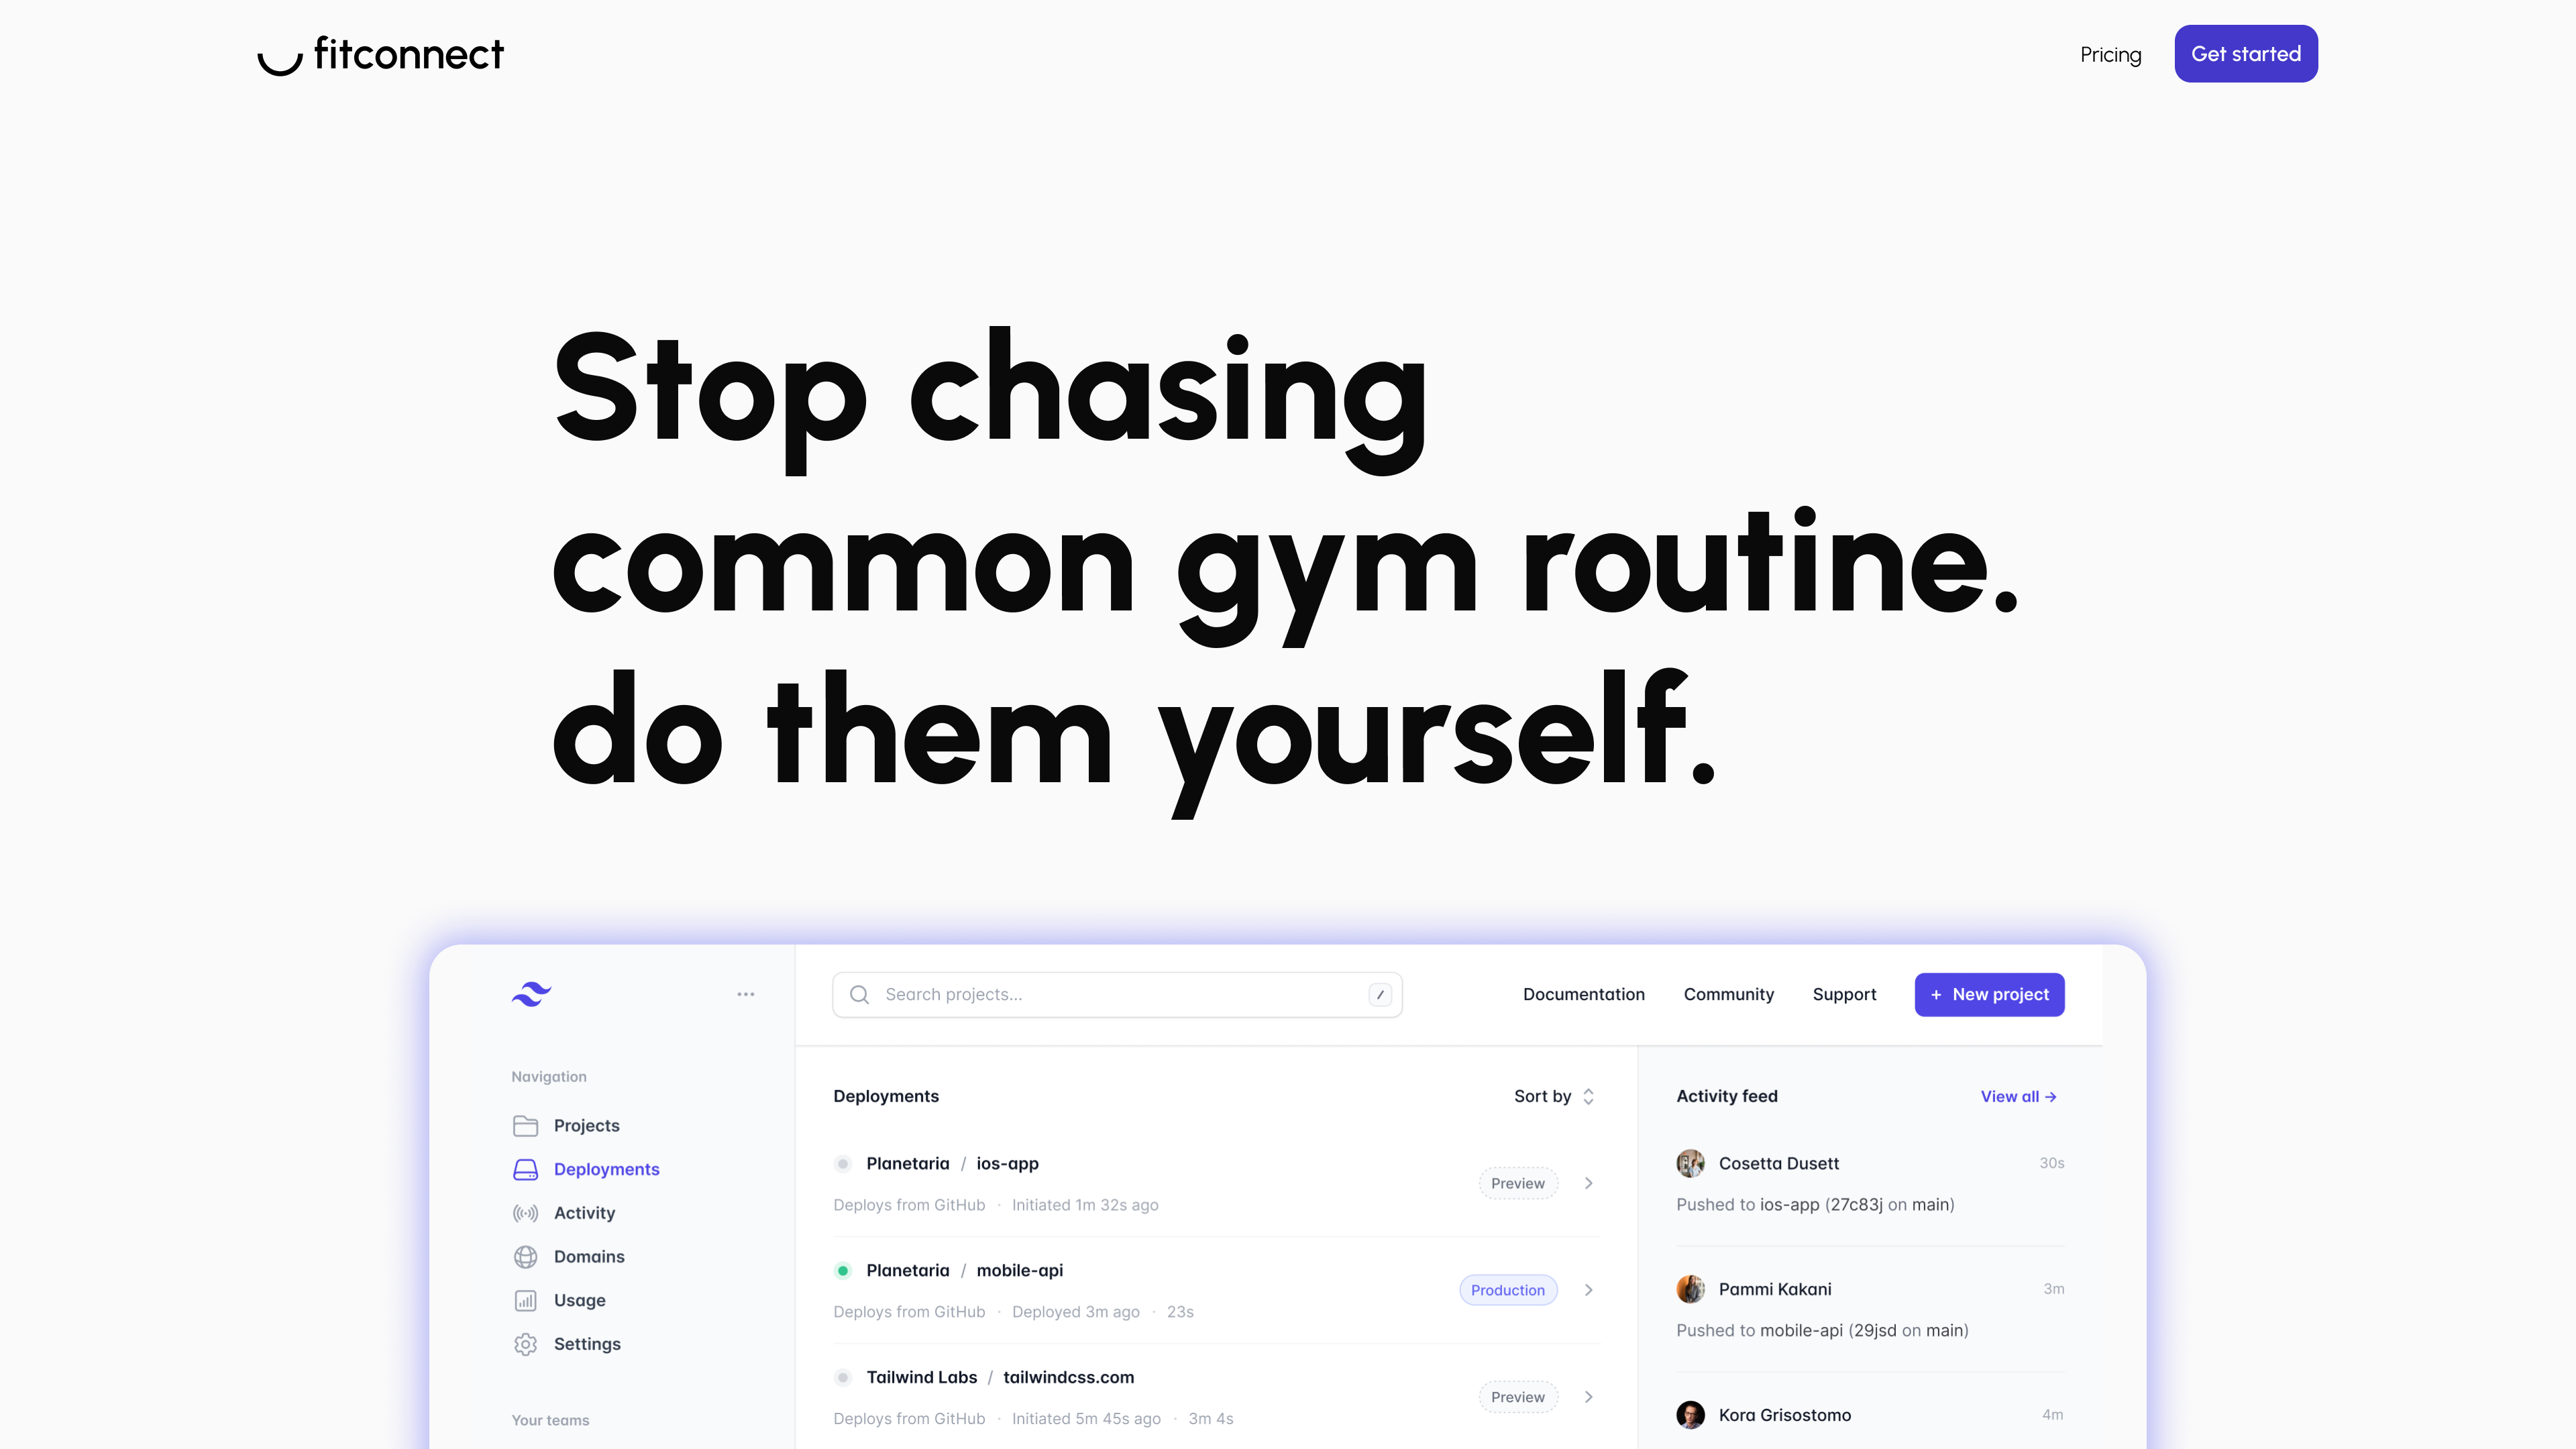 fitconnect
Pricing
Get started
Stop chasing
common gym routine.
do them yourself.
Search projects...
/
Documentation
Community
Support
+ New project
Navigation
Projects
Deployments
Activity
Domains
Usage
Settings
Your teams
Deployments
Sort by
Planetaria / ios-app
Deploys from GitHub · Initiated 1m 32s ago
Preview
Planetaria / mobile-api
Deploys from GitHub · Deployed 3m ago · 23s
Production
Tailwind Labs / tailwindcss.com
Deploys from GitHub · Initiated 5m 45s ago · 3m 4s
Preview
Activity feed
View all →
Cosetta Dusett
30s
Pushed to ios-app (27c83j on main)
Pammi Kakani
3m
Pushed to mobile-api (29jsd on main)
Kora Grisostomo
4m